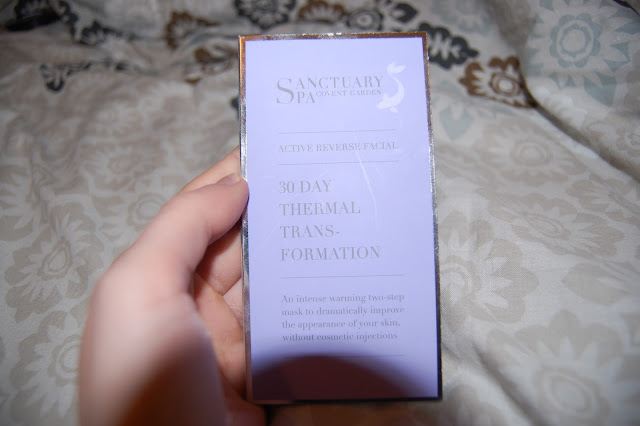 SANCTUARY
SPA COVENT GARDEN
ACTIVE REVERSE FACIAL
30 DAY
THERMAL
TRANS-
FORMATION
An intense warming two-step
mask to dramatically improve
the appearance of your skin,
without cosmetic injections